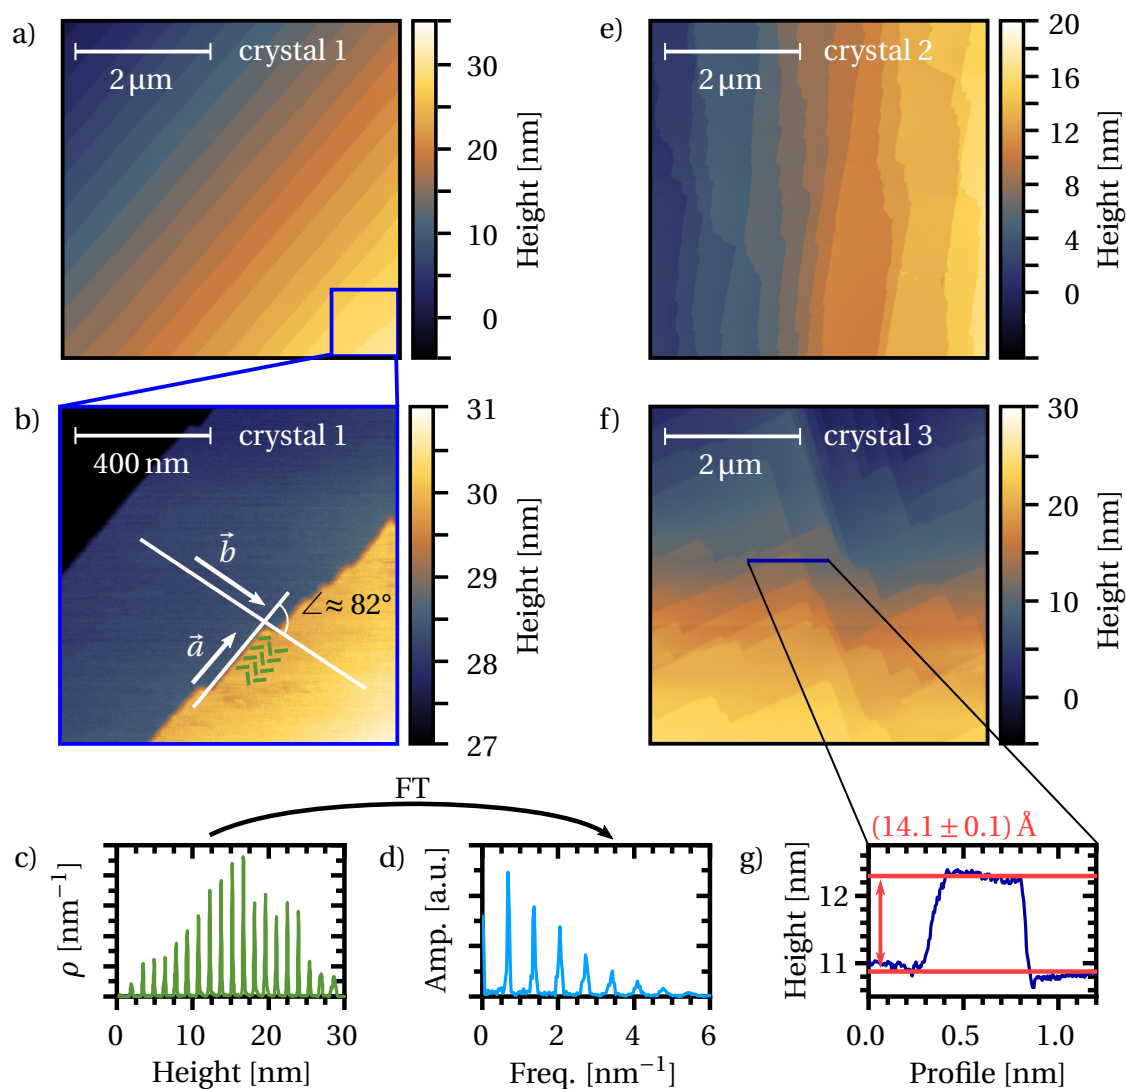 a)
crystal 1
2 μm
30
20
10
0
Height [nm]
e)
crystal 2
2 μm
20
16
12
8
4
0
Height [nm]
b)
crystal 1
400 nm
b⃗
∠≈ 82°
a⃗
31
30
29
28
27
Height [nm]
f)
crystal 3
2 μm
30
20
10
0
Height [nm]
FT
c)
ρ [nm⁻¹]
0 10 20 30
Height [nm]
d)
Amp. [a.u.]
0 2 4 6
Freq. [nm⁻¹]
(14.1 ± 0.1) Å
g)
Height [nm]
12
11
0.0 0.5 1.0
Profile [nm]